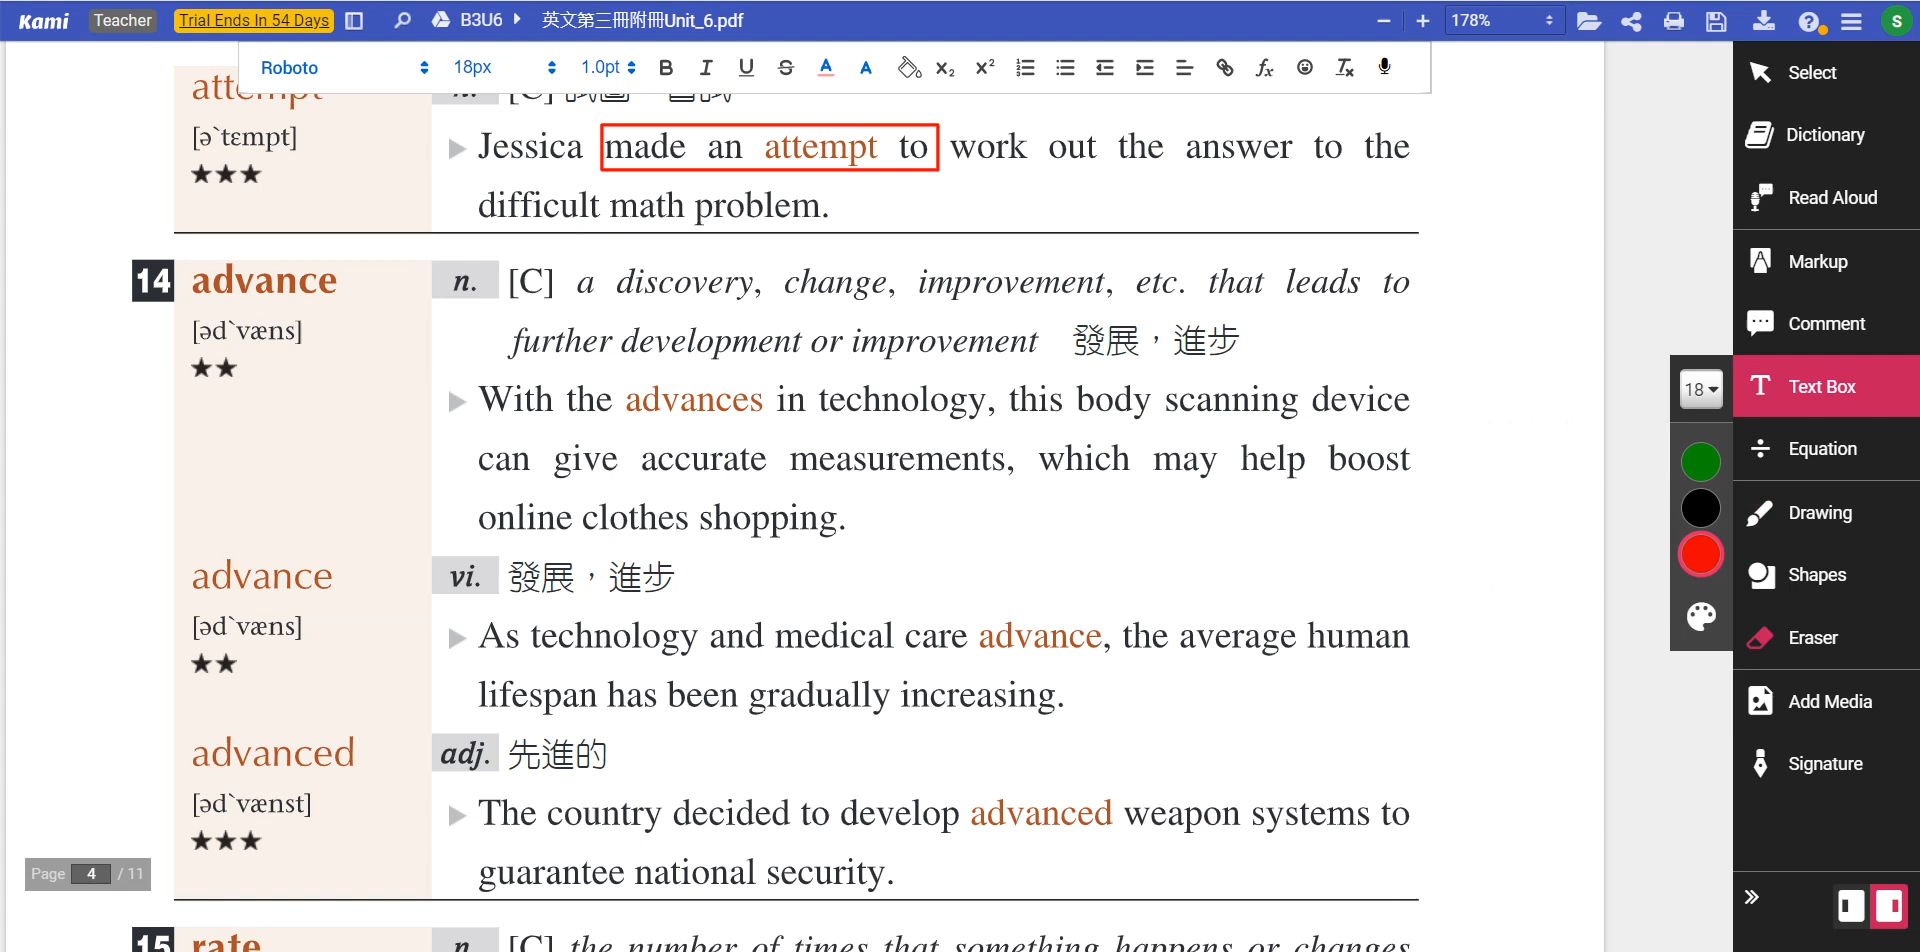 Kami Teacher Trial Ends In 54 Days B3U6 英文第三冊附冊Unit_6.pdf 178% S
Roboto 18px 1.0pt
attempt n. [C] 試圖，嘗試
[ə`tɛmpt]
★★★
Jessica made an attempt to work out the answer to the
difficult math problem.
14 advance n. [C] a discovery, change, improvement, etc. that leads to
further development or improvement 發展，進步
[əd`væns]
★★
With the advances in technology, this body scanning device
can give accurate measurements, which may help boost
online clothes shopping.
advance vi. 發展，進步
[əd`væns]
★★
As technology and medical care advance, the average human
lifespan has been gradually increasing.
advanced adj. 先進的
[əd`vænst]
★★★
The country decided to develop advanced weapon systems to
guarantee national security.
15 rate n. [C] the number of times that something happens or changes
Page 4 / 11
18
Select
Dictionary
Read Aloud
Markup
Comment
Text Box
Equation
Drawing
Shapes
Eraser
Add Media
Signature